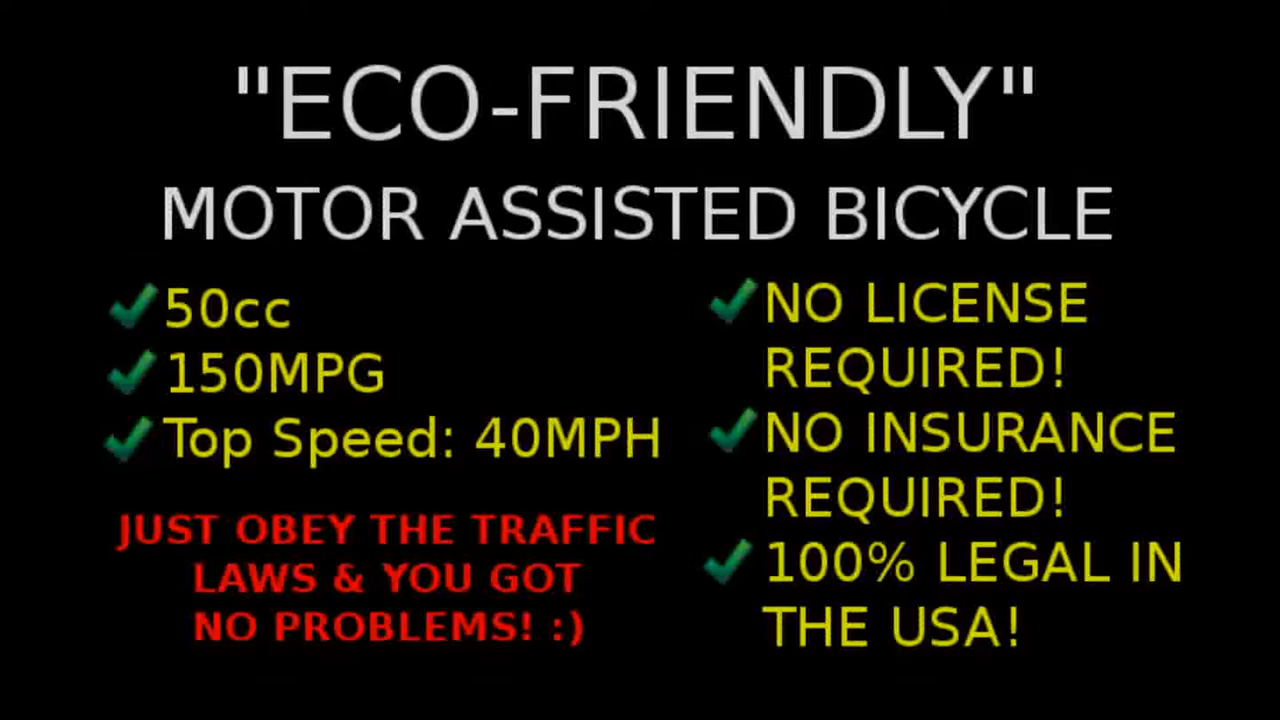 "ECO-FRIENDLY"
MOTOR ASSISTED BICYCLE
50cc
150MPG
Top Speed: 40MPH
JUST OBEY THE TRAFFIC
LAWS & YOU GOT
NO PROBLEMS! :)
NO LICENSE
REQUIRED!
NO INSURANCE
REQUIRED!
100% LEGAL IN
THE USA!